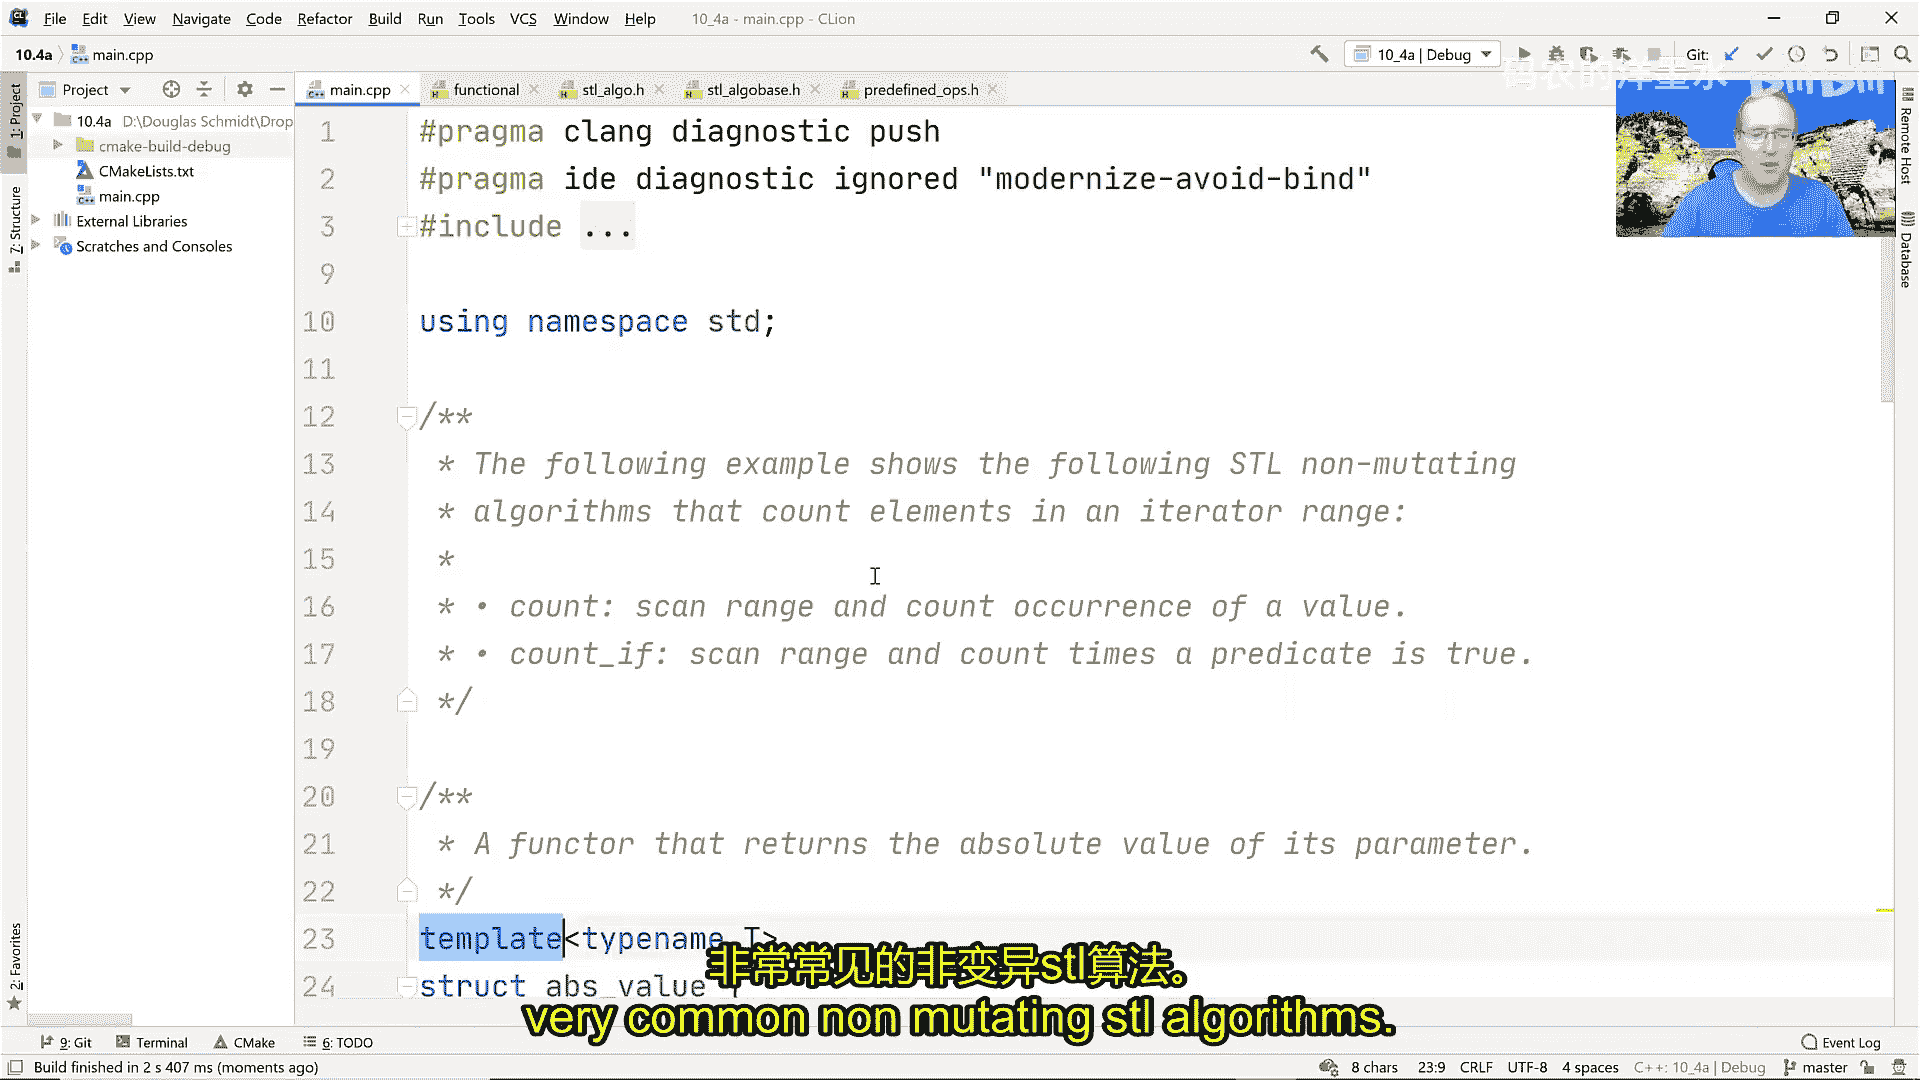 File Edit View Navigate Code Refactor Build Run Tools VCS Window Help 10_4a - main.cpp - CLion
10.4a main.cpp 10_4a | Debug Git:
码农的洋墨水 bilibili
Project main.cpp functional stl_algo.h stl_algobase.h predefined_ops.h
1: Project
7: Structure
2: Favorites
10.4a D:\Douglas Schmidt\Drop
cmake-build-debug
CMakeLists.txt
main.cpp
External Libraries
Scratches and Consoles
1 #pragma clang diagnostic push
2 #pragma ide diagnostic ignored "modernize-avoid-bind"
3 #include ...
9
10 using namespace std;
11
12 /**
13 * The following example shows the following STL non-mutating
14 * algorithms that count elements in an iterator range:
15 *
16 * • count: scan range and count occurrence of a value.
17 * • count_if: scan range and count times a predicate is true.
18 */
19
20 /**
21 * A functor that returns the absolute value of its parameter.
22 */
23 template<typename T>
24 struct abs_value {
Remote Host
Database
非常常见的非变异stl算法。
very common non mutating stl algorithms.
9: Git Terminal CMake 6: TODO Event Log
Build finished in 2 s 407 ms (moments ago) 8 chars 23:9 CRLF UTF-8 4 spaces C++: 10_4a | Debug master